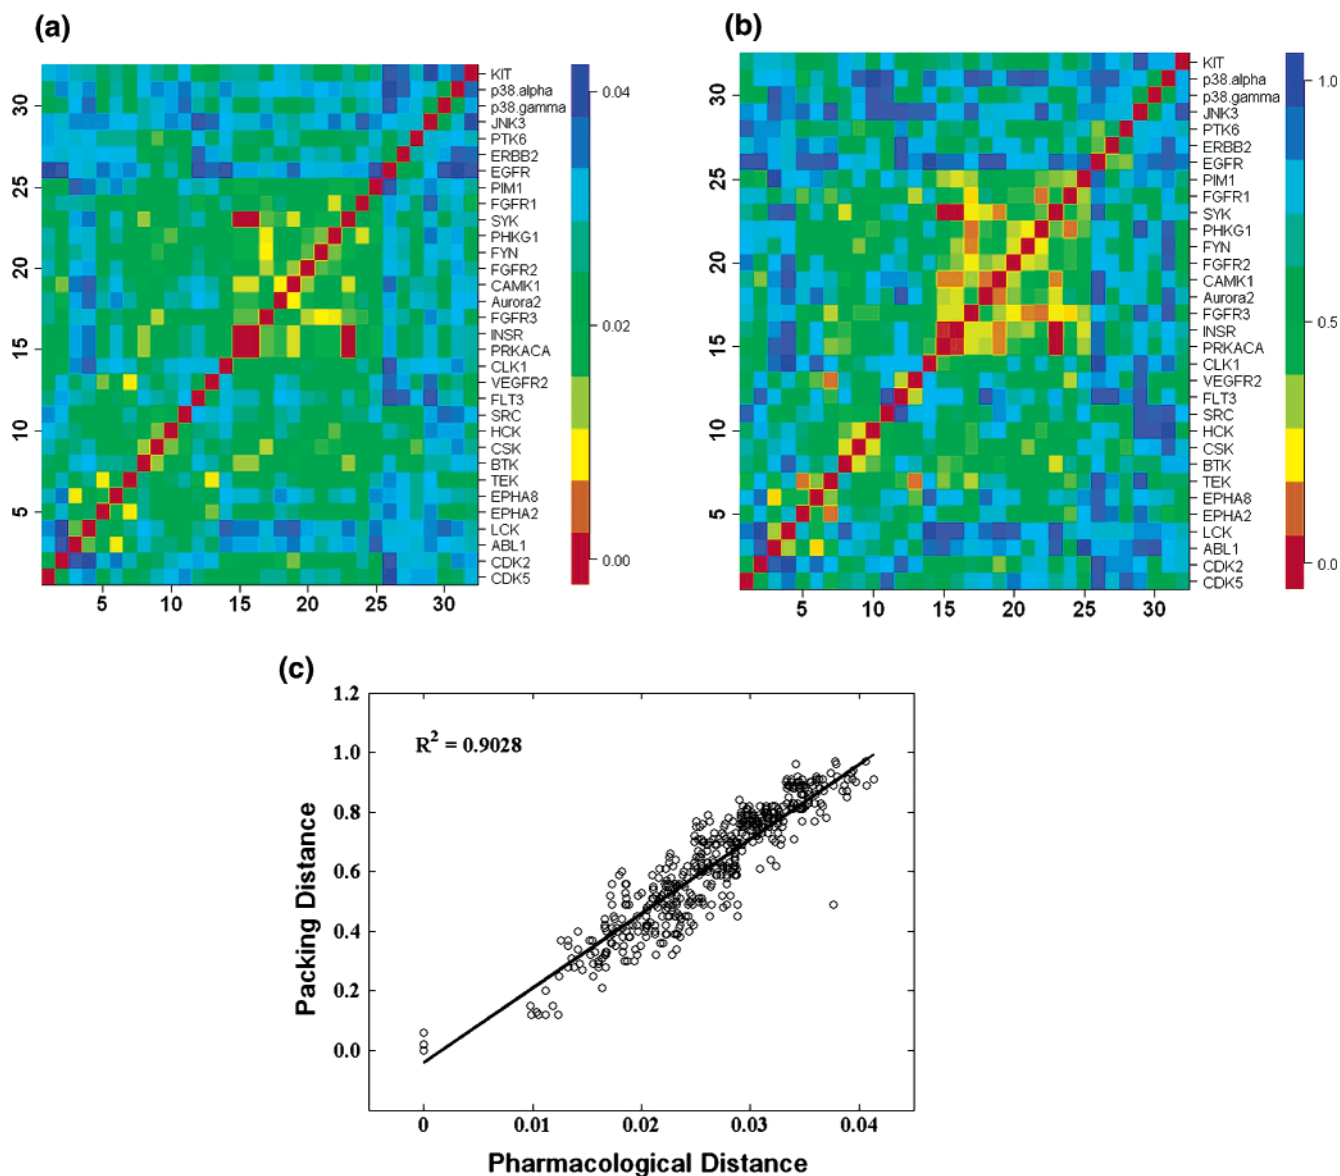 (a)
KIT
p38.alpha
p38.gamma
JNK3
PTK6
ERBB2
EGFR
PIM1
FGFR1
SYK
PHKG1
FYN
FGFR2
CAMK1
Aurora2
FGFR3
INSR
PRKACA
CLK1
VEGFR2
FLT3
SRC
HCK
CSK
BTK
TEK
EPHA8
EPHA2
LCK
ABL1
CDK2
CDK5
30
25
20
15
10
5
5 10 15 20 25 30
0.04
0.02
0.00
(b)
KIT
p38.alpha
p38.gamma
JNK3
PTK6
ERBB2
EGFR
PIM1
FGFR1
SYK
PHKG1
FYN
FGFR2
CAMK1
Aurora2
FGFR3
INSR
PRKACA
CLK1
VEGFR2
FLT3
SRC
HCK
CSK
BTK
TEK
EPHA8
EPHA2
LCK
ABL1
CDK2
CDK5
30
25
20
15
10
5
5 10 15 20 25 30
1.0
0.5
0.0
(c)
R² = 0.9028
Packing Distance
1.2
1.0
0.8
0.6
0.4
0.2
0.0
0 0.01 0.02 0.03 0.04
Pharmacological Distance